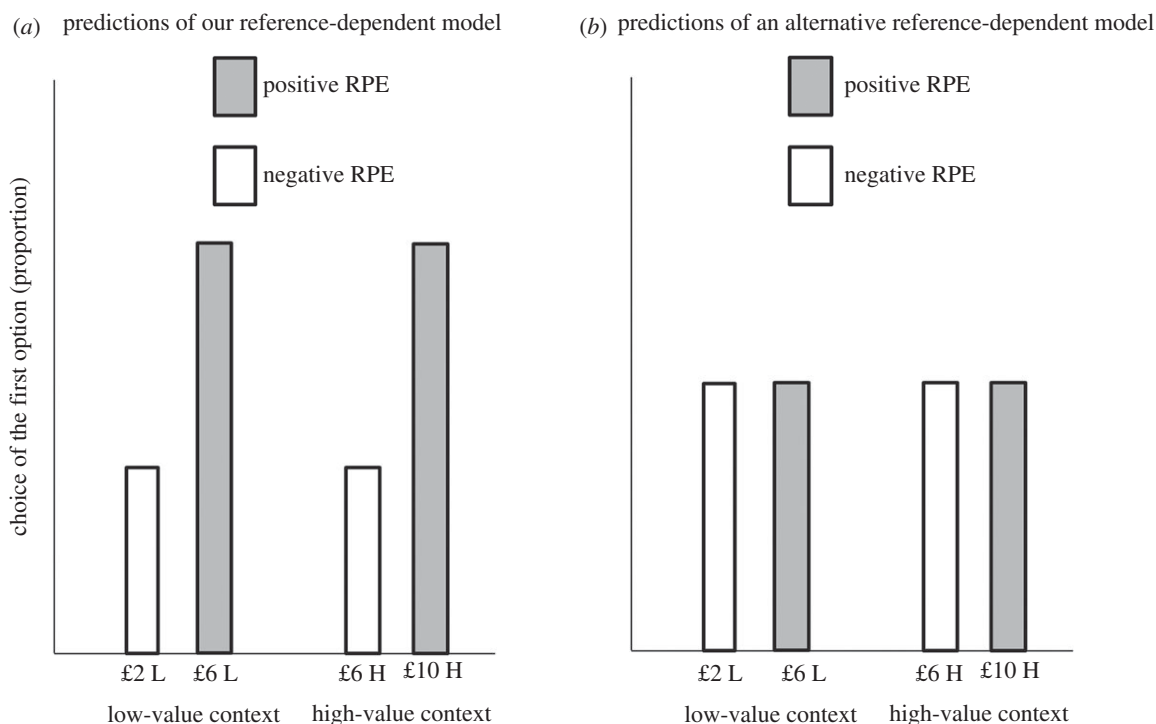 (a) predictions of our reference-dependent model
positive RPE
negative RPE
choice of the first option (proportion)
£2 L £6 L £6 H £10 H
low-value context high-value context
(b) predictions of an alternative reference-dependent model
positive RPE
negative RPE
£2 L £6 L £6 H £10 H
low-value context high-value context